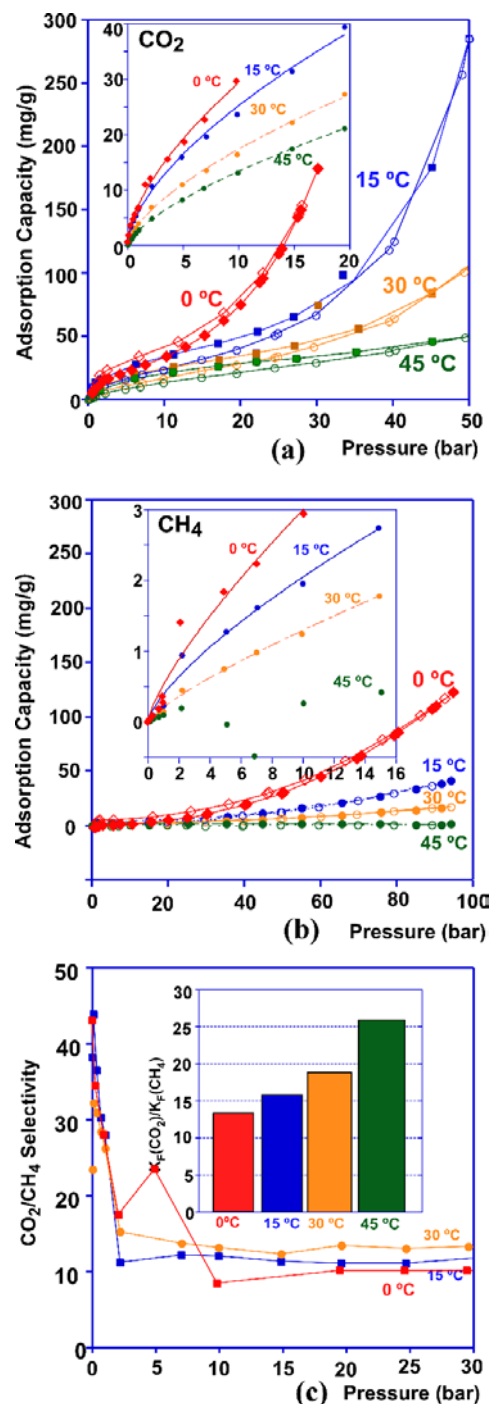 300
250
200
150
100
50
0
Adsorption Capacity (mg/g)
CO2
40
30
20
10
0
0 5 10 15 20
0 ºC
15 ºC
30 ºC
45 ºC
0 ºC
15 ºC
30 ºC
45 ºC
0 10 20 30 40 50
(a) Pressure (bar)
300
250
200
150
100
50
0
Adsorption Capacity (mg/g)
CH4
3
2
1
0
0 2 4 6 8 10 12 14 16
0 ºC
15 ºC
30 ºC
45 ºC
0 ºC
15 ºC
30 ºC
45 ºC
0 20 40 60 80 100
(b) Pressure (bar)
50
40
30
20
10
0
CO2/CH4 Selectivity
30
25
20
15
10
5
0
KF(CO2)/KF(CH4)
0ºC 15 ºC 30 ºC 45 ºC
30 ºC
15 ºC
0 ºC
0 5 10 15 20 25 30
(c) Pressure (bar)